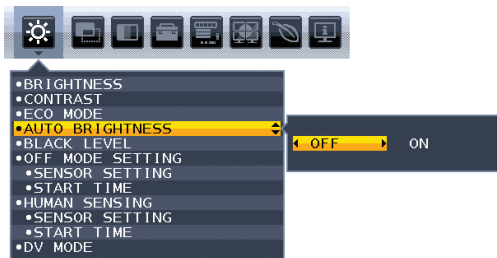 •BRIGHTNESS
•CONTRAST
•ECO MODE
•AUTO BRIGHTNESS
OFF ON
•BLACK LEVEL
•OFF MODE SETTING
•SENSOR SETTING
•START TIME
•HUMAN SENSING
•SENSOR SETTING
•START TIME
•DV MODE